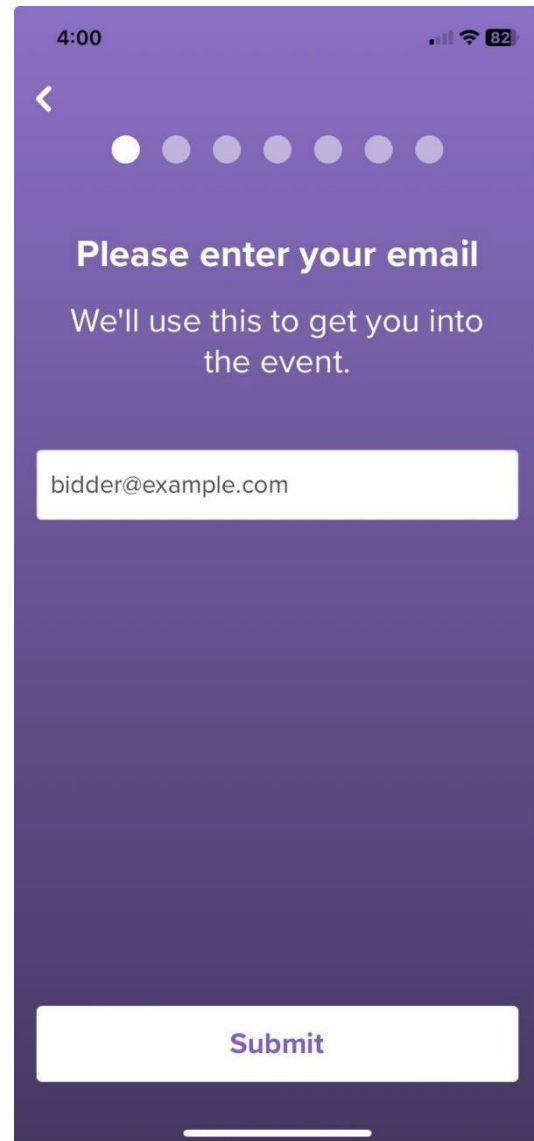 4:00
82
Please enter your email
We'll use this to get you into
the event.
bidder@example.com
Submit